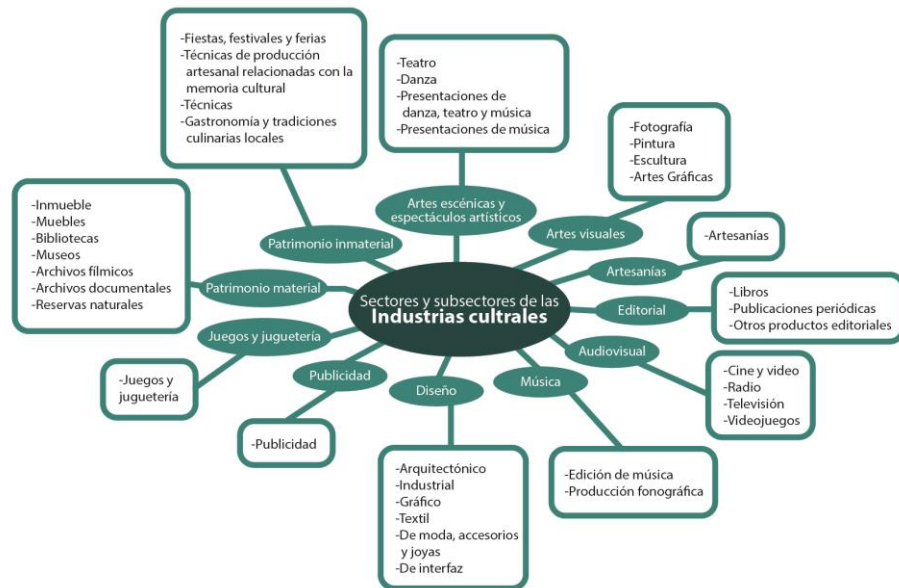 -Fiestas, festivales y ferias
-Técnicas de producción
artesanal relacionadas con la
memoria cultural
-Técnicas
-Gastronomía y tradiciones
culinarias locales
-Teatro
-Danza
-Presentaciones de
danza, teatro y música
-Presentaciones de música
-Fotografía
-Pintura
-Escultura
-Artes Gráficas
-Inmueble
-Muebles
-Bibliotecas
-Museos
-Archivos fílmicos
-Archivos documentales
-Reservas naturales
Patrimonio inmaterial
Artes escénicas y
espectáculos artísticos
Artes visuales
-Artesanías
Artesanías
Patrimonio material
Sectores y subsectores de las
Industrias cultrales
Editorial
-Libros
-Publicaciones periódicas
-Otros productos editoriales
Juegos y juguetería
Audiovisual
-Juegos y
juguetería
Publicidad
Diseño
Música
-Cine y video
-Radio
-Televisión
-Videojuegos
-Publicidad
-Arquitectónico
-Industrial
-Gráfico
-Textil
-De moda, accesorios
y joyas
-De interfaz
-Edición de música
-Producción fonográfica